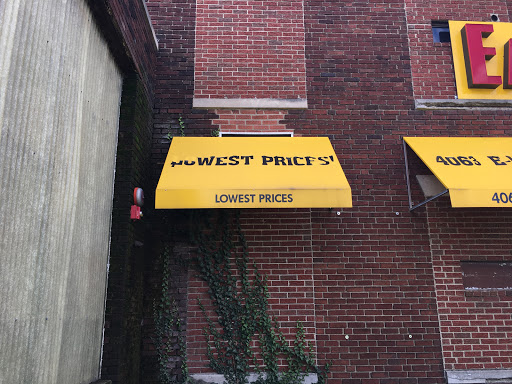 LOWEST PRICES!
LOWEST PRICES
4063 E-
406